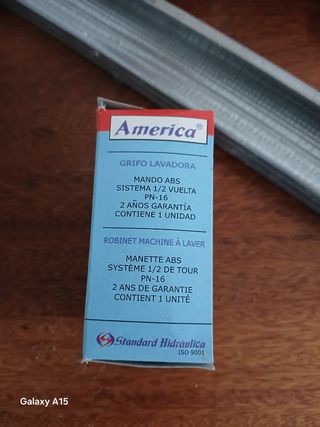 America®
GRIFO LAVADORA
MANDO ABS
SISTEMA 1/2 VUELTA
PN-16
2 AÑOS GARANTÍA
CONTIENE 1 UNIDAD
ROBINET MACHINE À LAVER
MANETTE ABS
SYSTÈME 1/2 DE TOUR
PN-16
2 ANS DE GARANTIE
CONTIENT 1 UNITÉ
Standard Hidráulica
ISO 9001
Galaxy A15